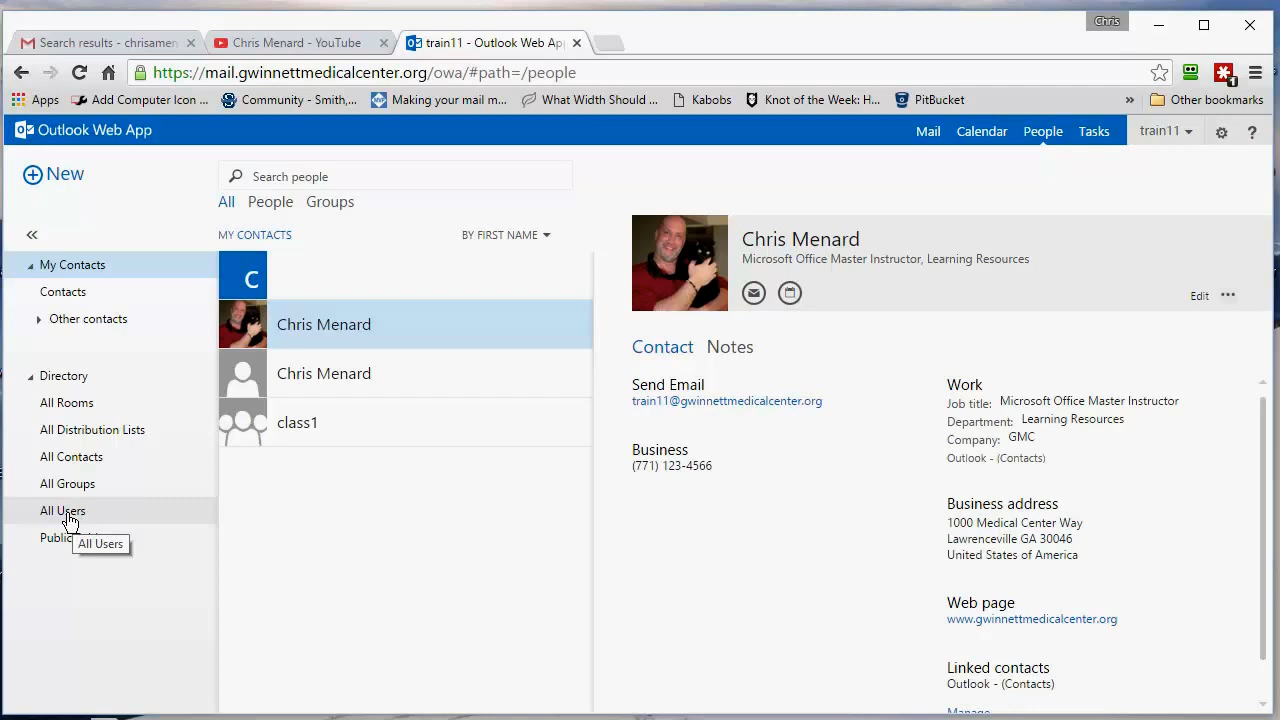 Chris
Search results - chrisamen
Chris Menard - YouTube
train11 - Outlook Web App
https://mail.gwinnettmedicalcenter.org/owa/#path=/people
1
Apps
Add Computer Icon ...
Community - Smith,...
Making your mail m...
What Width Should ...
Kabobs
Knot of the Week: H...
PitBucket
»
Other bookmarks
Outlook Web App
Mail
Calendar
People
Tasks
train11
?
New
Search people
All
People
Groups
«
MY CONTACTS
BY FIRST NAME
My Contacts
Contacts
Other contacts
Directory
All Rooms
All Distribution Lists
All Contacts
All Groups
All Users
Public
All Users
C
Chris Menard
Chris Menard
class1
Chris Menard
Microsoft Office Master Instructor, Learning Resources
Edit
Contact
Notes
Send Email
train11@gwinnettmedicalcenter.org
Business
(771) 123-4566
Work
Job title: Microsoft Office Master Instructor
Department: Learning Resources
Company: GMC
Outlook - (Contacts)
Business address
1000 Medical Center Way
Lawrenceville GA 30046
United States of America
Web page
www.gwinnettmedicalcenter.org
Linked contacts
Outlook - (Contacts)
Manage